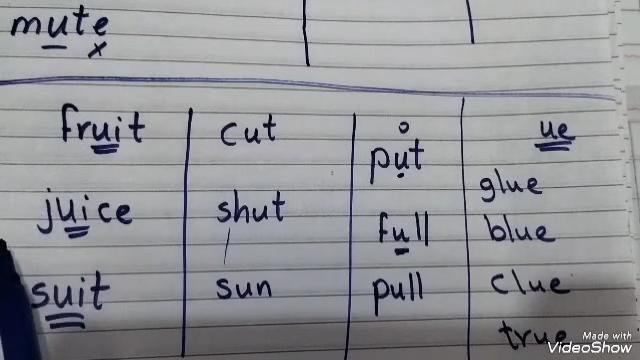 mute
x
fruit cut put ue
juice shut full glue
suit sun pull blue
clue
true
Made with
VideoShow